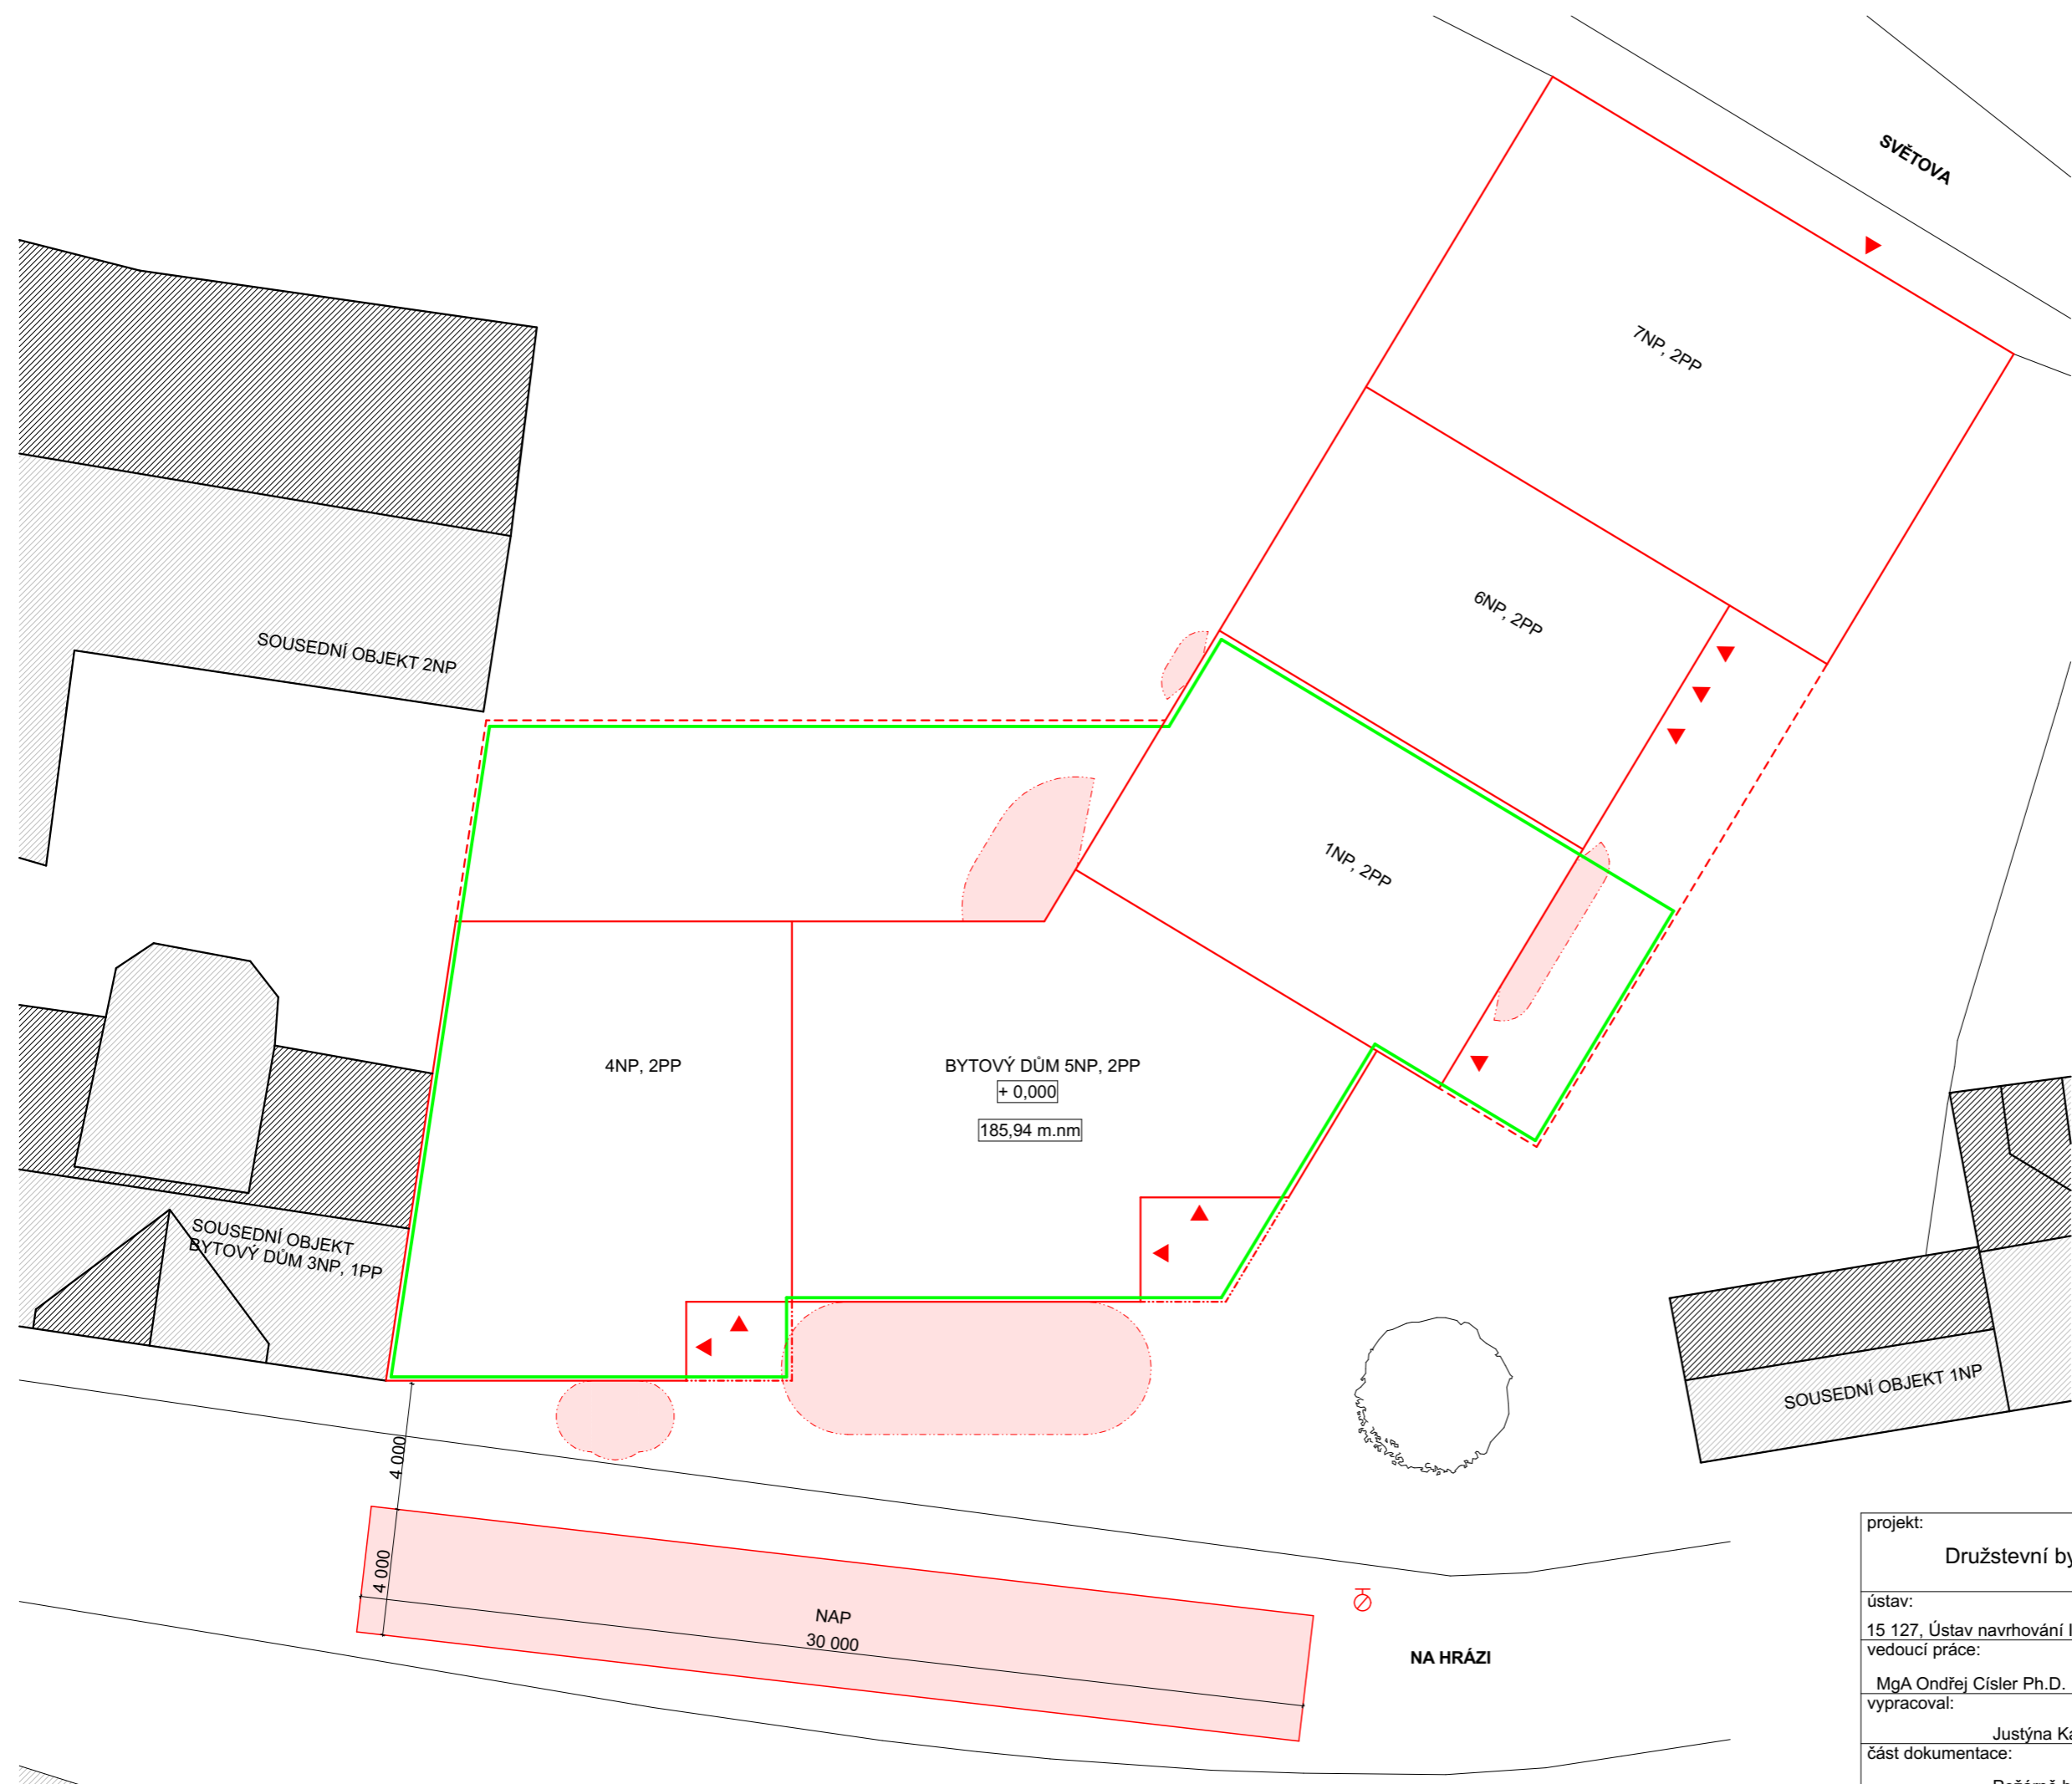 SVĚTOVA
7NP, 2PP
6NP, 2PP
SOUSEDNÍ OBJEKT 2NP
1NP, 2PP
4NP, 2PP
BYTOVÝ DŮM 5NP, 2PP
+ 0,000
185,94 m.nm
SOUSEDNÍ OBJEKT
BYTOVÝ DŮM 3NP, 1PP
SOUSEDNÍ OBJEKT 1NP
4 000
4 000
NAP
30 000
NA HRÁZI
projekt:
Družstevní
ústav:
15 127, Ústav navrhování
vedoucí práce:
MgA Ondřej Císler Ph.D.
vypracoval:
Justýna
část dokumentace: